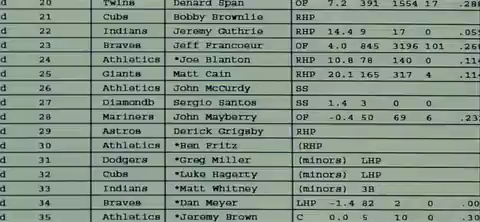 d 20 Twins Denard Span OF 7.2 391 1554 17 .28
d 21 Cubs Bobby Brownlie RHP
d 22 Indians Jeremy Guthrie RHP 14.4 9 17 0 .05
d 23 Braves Jeff Francoeur OF 4.0 845 3196 101 .26
d 24 Athletics *Joe Blanton RHP 10.8 78 140 0 .11
d 25 Giants Matt Cain RHP 20.1 165 317 4 .11
d 26 Athletics John McCurdy SS
d 27 Diamondb Sergio Santos SS 1.4 3 0 0
d 28 Mariners John Mayberry OF -0.4 50 69 6 .23
d 29 Astros Derick Grigsby RHP
d 30 Athletics *Ben Fritz (RHP
d 31 Dodgers *Greg Miller (minors) LHP
d 32 Cubs *Luke Hagerty (minors) LHP
d 33 Indians *Matt Whitney (minors) 3B
d 34 Braves *Dan Meyer LHP -1.4 82 2 0 .00
d 35 Athletics *Jeremy Brown C 0.0 5 10 0 .30